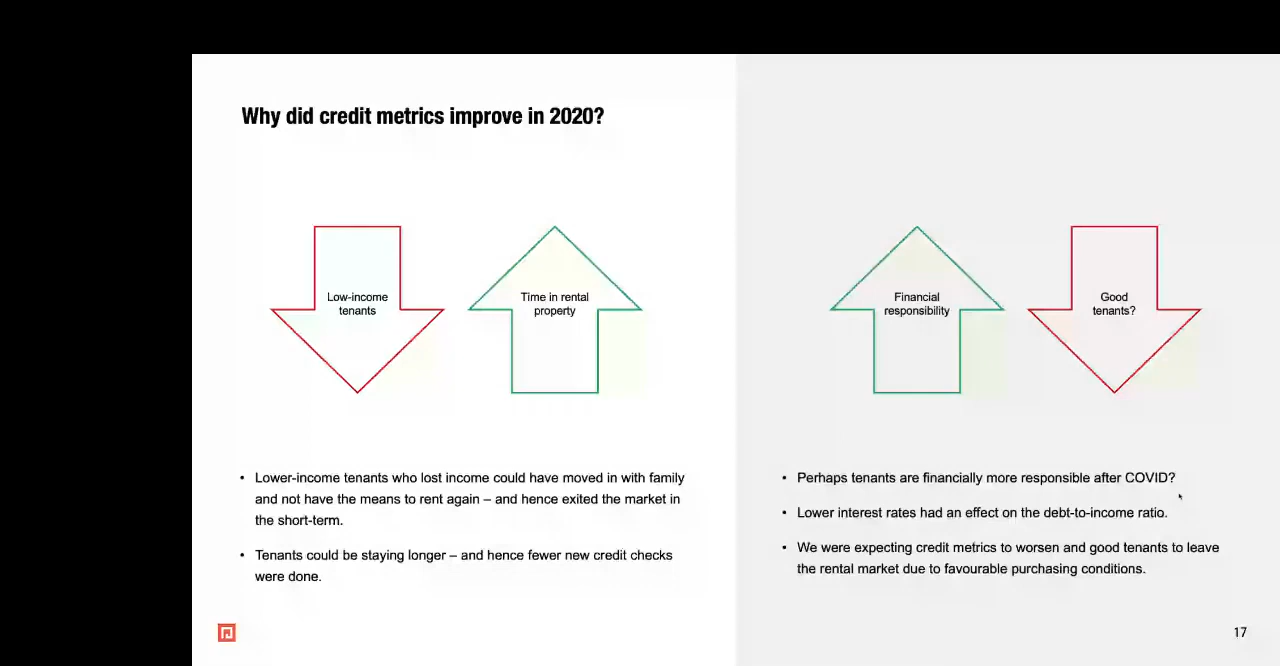 Why did credit metrics improve in 2020?
Low-income
tenants
Time in rental
property
Financial
responsibility
Good
tenants?
• Lower-income tenants who lost income could have moved in with family
and not have the means to rent again – and hence exited the market in
the short-term.
• Tenants could be staying longer – and hence fewer new credit checks
were done.
• Perhaps tenants are financially more responsible after COVID?
• Lower interest rates had an effect on the debt-to-income ratio.
• We were expecting credit metrics to worsen and good tenants to leave
the rental market due to favourable purchasing conditions.
17